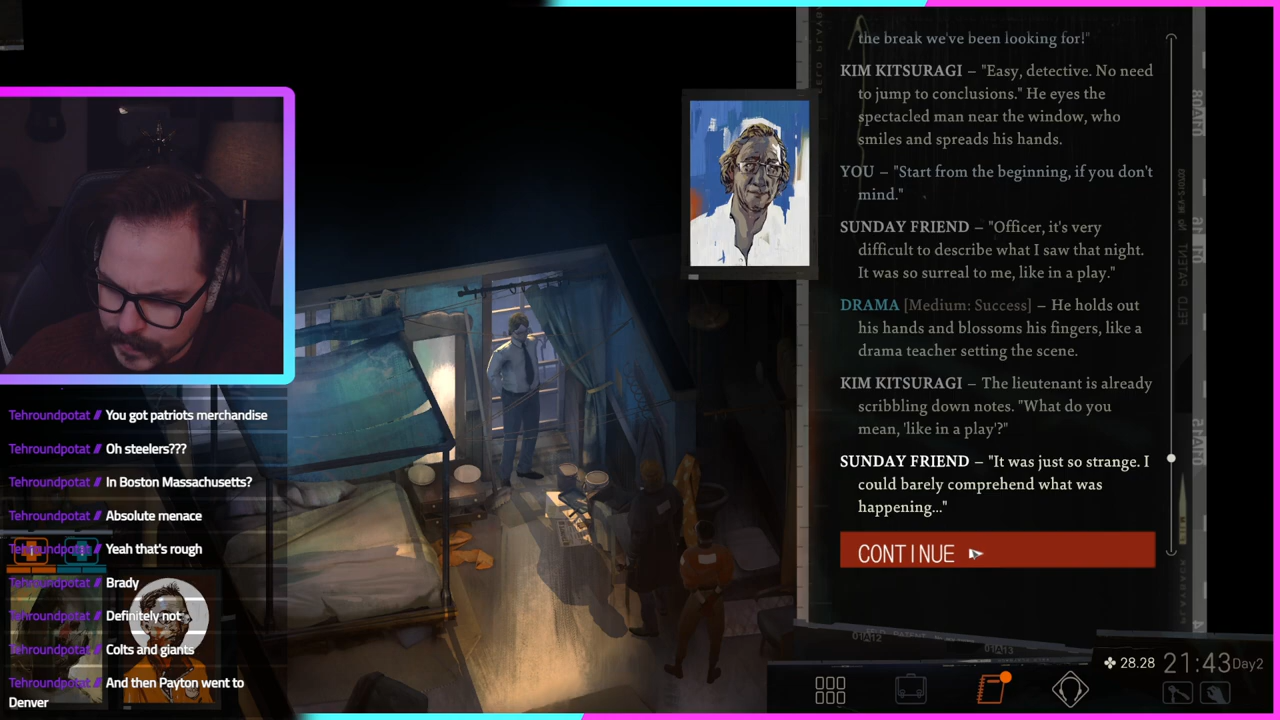 the break we've been looking for!"
KIM KITSURAGI – "Easy, detective. No need
to jump to conclusions." He eyes the
spectacled man near the window, who
smiles and spreads his hands.
YOU – "Start from the beginning, if you don't
mind."
SUNDAY FRIEND – "Officer, it's very
difficult to describe what I saw that night.
It was so surreal to me, like in a play."
DRAMA [Medium: Success] – He holds out
his hands and blossoms his fingers, like a
drama teacher setting the scene.
KIM KITSURAGI – The lieutenant is already
scribbling down notes. "What do you
mean, 'like in a play'?"
SUNDAY FRIEND – "It was just so strange. I
could barely comprehend what was
happening..."
CONTINUE
Tehroundpotat // You got patriots merchandise
Tehroundpotat // Oh steelers???
Tehroundpotat // In Boston Massachusetts?
Tehroundpotat // Absolute menace
Tehroundpotat // Yeah that's rough
Tehroundpotat // Brady
Tehroundpotat // Definitely not
Tehroundpotat // Colts and giants
Tehroundpotat // And then Payton went to
Denver
01A12
01A13
28.28 21:43 Day2